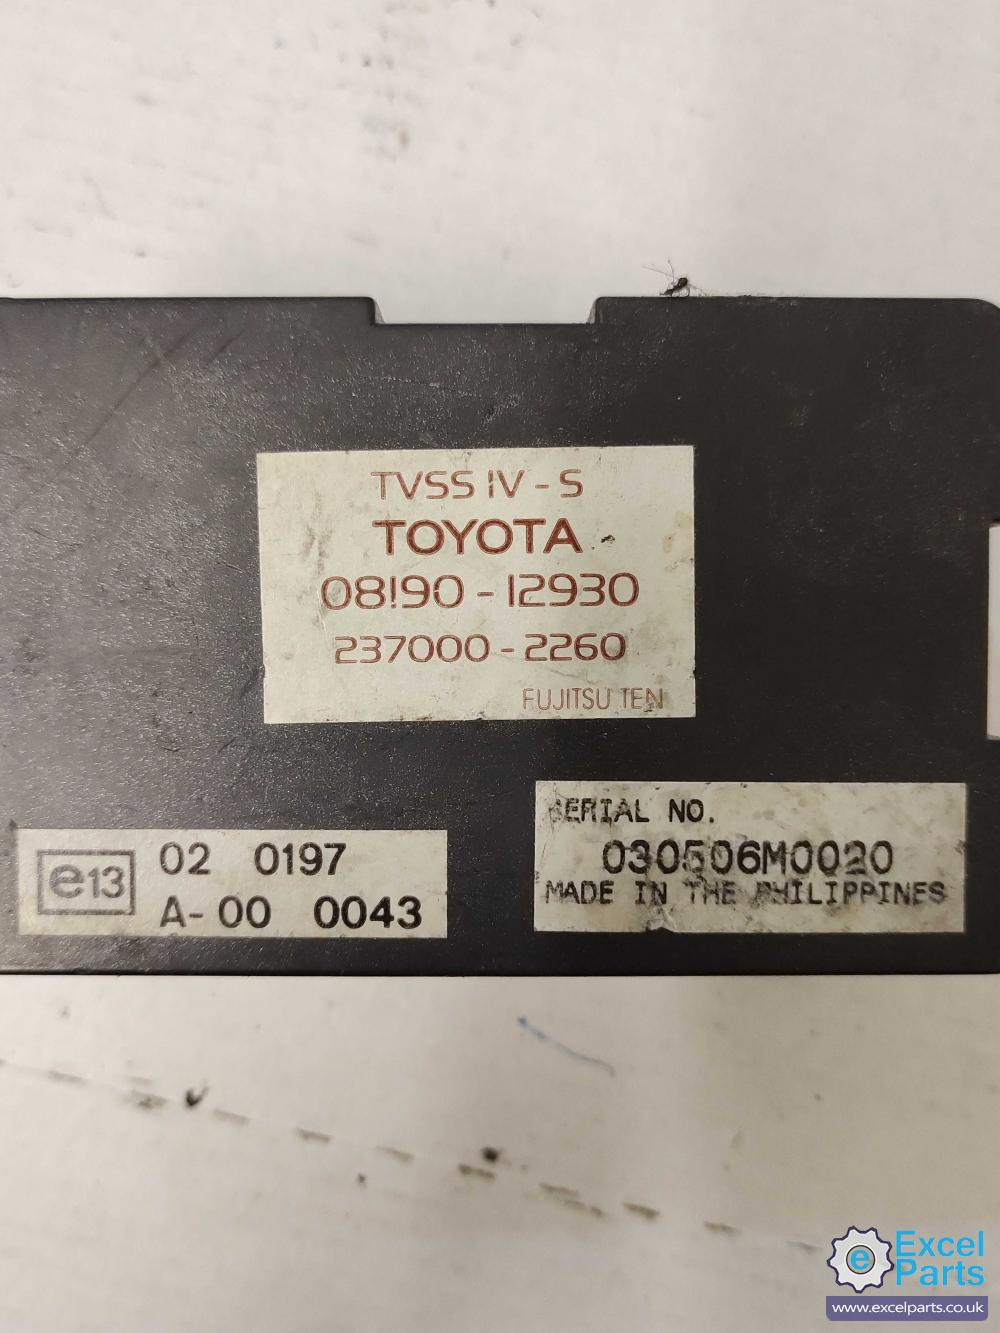 TVSS IV - S
TOYOTA
08190 - 12930
237000 - 2260
FUJITSU TEN
SERIAL NO.
030506M0020
MADE IN THE PHILIPPINES
e13
02 0197
A-00 0043
e
Excel
Parts
www.excelparts.co.uk